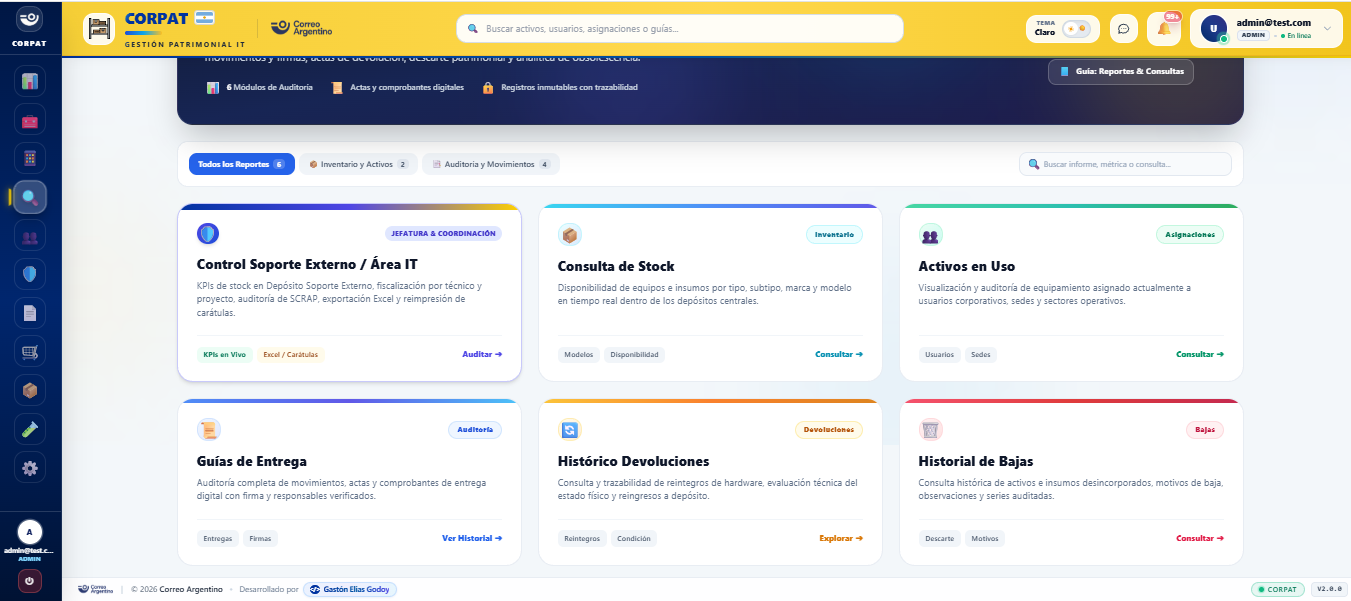 CORPAT
CORPAT
GESTIÓN PATRIMONIAL IT
Correo
Argentino
Buscar activos, usuarios, asignaciones o guías...
TEMA
Claro
99+
U
admin@test.com
ADMIN
• En línea
movimientos y firmas, actas de devolución, descarte patrimonial y analítica de obsolescencia.
6 Módulos de Auditoría
Actas y comprobantes digitales
Registros inmutables con trazabilidad
Guía: Reportes & Consultas
Todos los Reportes 6
Inventario y Activos 2
Auditoría y Movimientos 4
Buscar informe, métrica o consulta...
JEFATURA & COORDINACIÓN
Control Soporte Externo / Área IT
KPIs de stock en Depósito Soporte Externo, fiscalización por técnico y
proyecto, auditoría de SCRAP, exportación Excel y reimpresión de
carátulas.
KPIs en Vivo
Excel / Carátulas
Auditar →
Inventario
Consulta de Stock
Disponibilidad de equipos e insumos por tipo, subtipo, marca y modelo
en tiempo real dentro de los depósitos centrales.
Modelos
Disponibilidad
Consultar →
Asignaciones
Activos en Uso
Visualización y auditoría de equipamiento asignado actualmente a
usuarios corporativos, sedes y sectores operativos.
Usuarios
Sedes
Consultar →
Auditoría
Guías de Entrega
Auditoría completa de movimientos, actas y comprobantes de entrega
digital con firma y responsables verificados.
Entregas
Firmas
Ver Historial →
Devoluciones
Histórico Devoluciones
Consulta y trazabilidad de reintegros de hardware, evaluación técnica del
estado físico y reingresos a depósito.
Reintegros
Condición
Explorar →
Bajas
Historial de Bajas
Consulta histórica de activos e insumos desincorporados, motivos de baja,
observaciones y series auditadas.
Descarte
Motivos
Consultar →
A
admin@test.c...
ADMIN
Correo
Argentino
© 2026 Correo Argentino
• Desarrollado por
Gastón Elías Godoy
CORPAT
V2.0.0